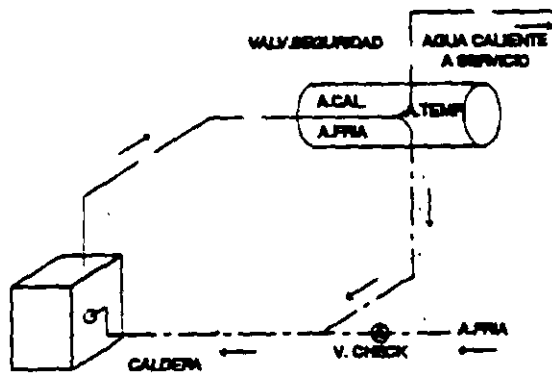 VALV.SEGURIDAD
AGUA CALIENTE
A SERVICIO
A.CAL.
A.TEMP
A.FRIA
A.FRIA
V. CHECK
CALDERA